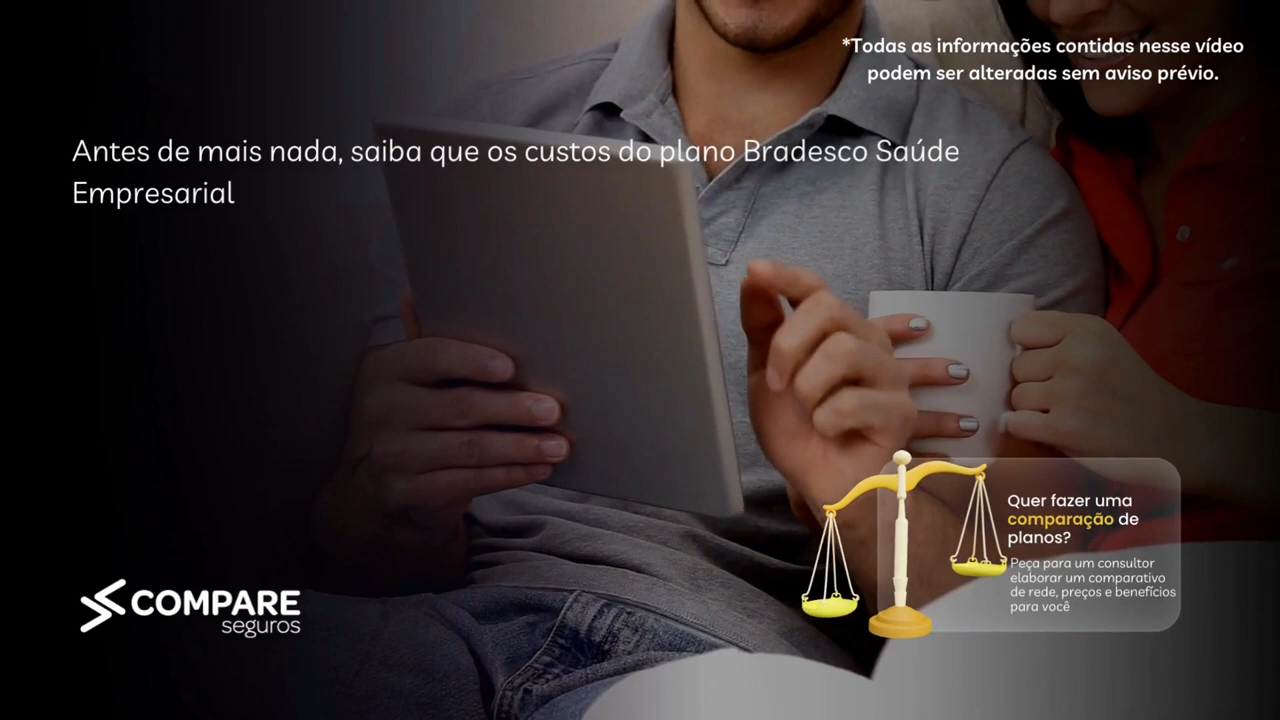 *Todas as informações contidas nesse vídeo
podem ser alteradas sem aviso prévio.
Antes de mais nada, saiba que os custos do plano Bradesco Saúde
Empresarial
Quer fazer uma
comparação de
planos?
Peça para um consultor
elaborar um comparativo
de rede, preços e benefícios
para você
COMPARE
seguros